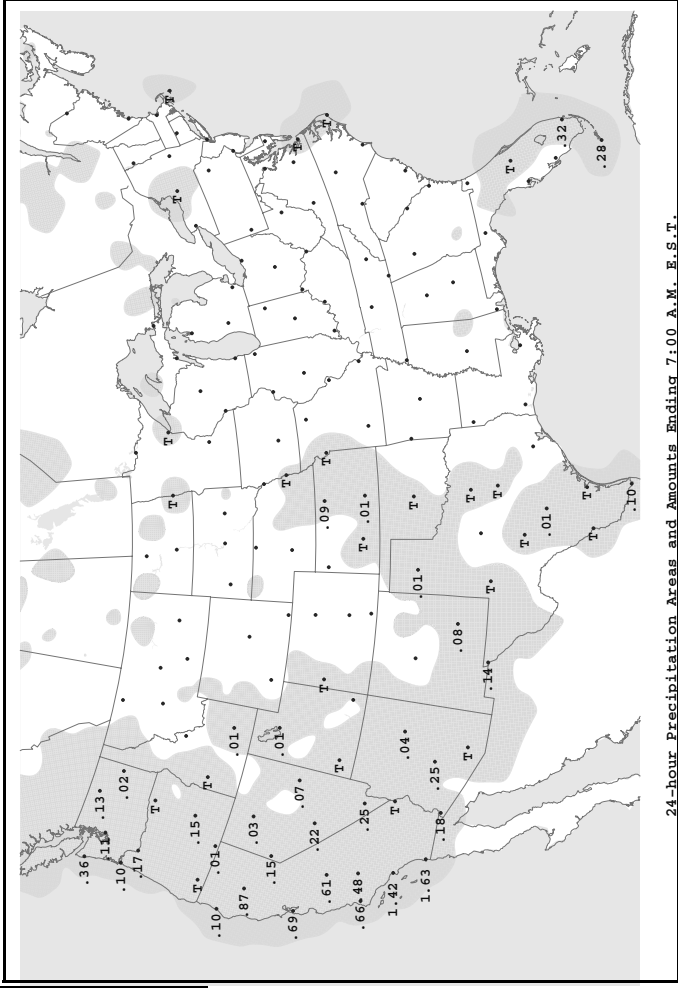 .36
.13
.11
.10
.02
.17
T
T
T
T
T
.15
T
T
.01
.10
.01
.87
.03
.15
.01
T
.69
T
.07
.22
T
.09
.61
T
T
T
.48
.66
.25
T
.01
1.42
T
.04
T
.01
1.63
.25
.18
.08
T
T
.14
T
T
T
T
.01
.32
T
T
.28
.10
24-hour Precipitation Areas and Amounts Ending 7:00 A.M. E.S.T.